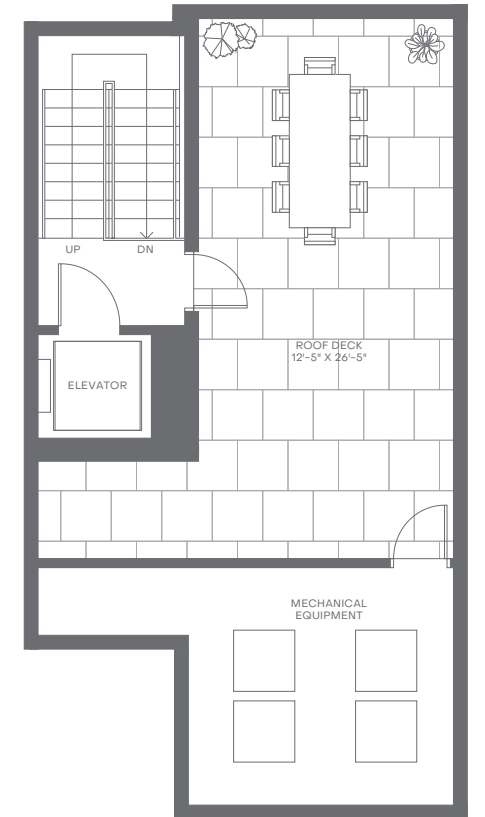 UP DN
ROOF DECK
12'-5" X 26'-5"
ELEVATOR
MECHANICAL
EQUIPMENT